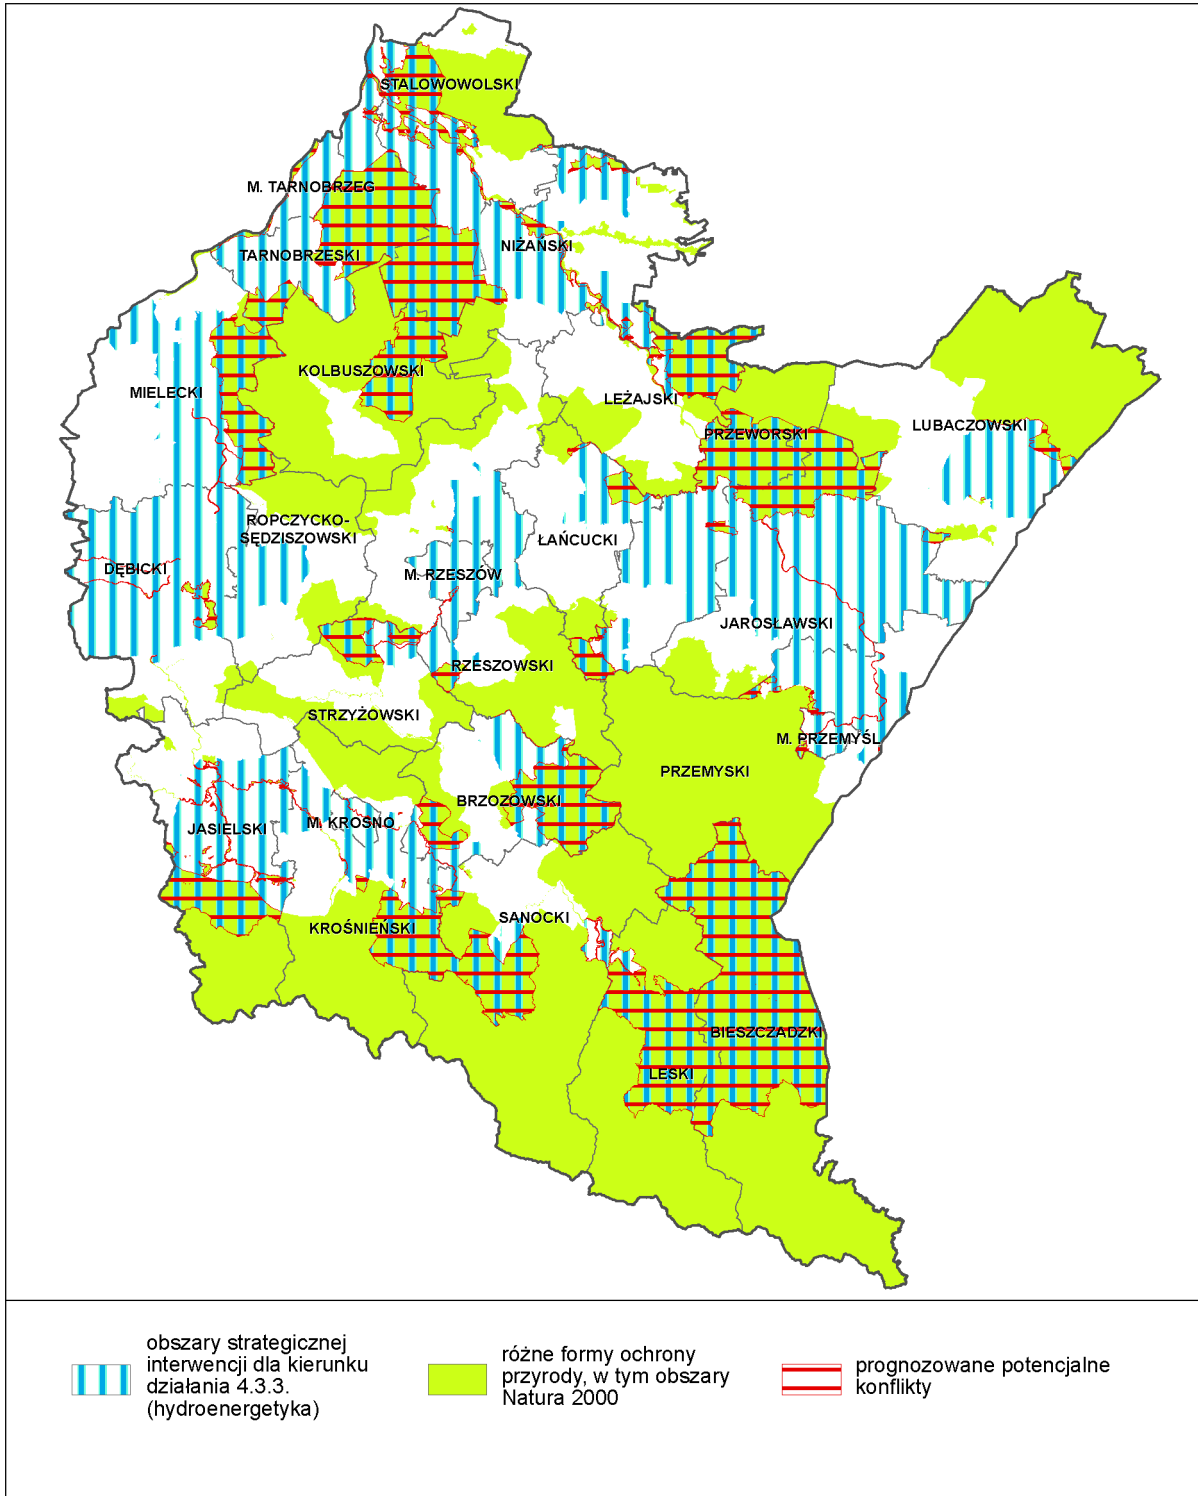 STALOWOWOLSKI
M. TARNOBRZEG
TARNOBRZESKI
NIŻAŃSKI
KOLBUSZOWSKI
MIELECKI
LEŻAJSKI
LUBACZOWSKI
PRZEWORSKI
ROPCZYCKO-
SĘDZISZOWSKI
ŁAŃCUCKI
DĘBICKI
M. RZESZÓW
JAROSŁAWSKI
RZESZOWSKI
STRZYŻOWSKI
M. PRZEMYŚL
PRZEMYSKI
BRZOZOWSKI
JASIELSKI
M. KROSNO
SANOCKI
KROŚNIEŃSKI
BIESZCZADZKI
LESKI
obszary strategicznej
interwencji dla kierunku
działania 4.3.3.
(hydroenergetyka)
różne formy ochrony
przyrody, w tym obszary
Natura 2000
prognozowane potencjalne
konflikty